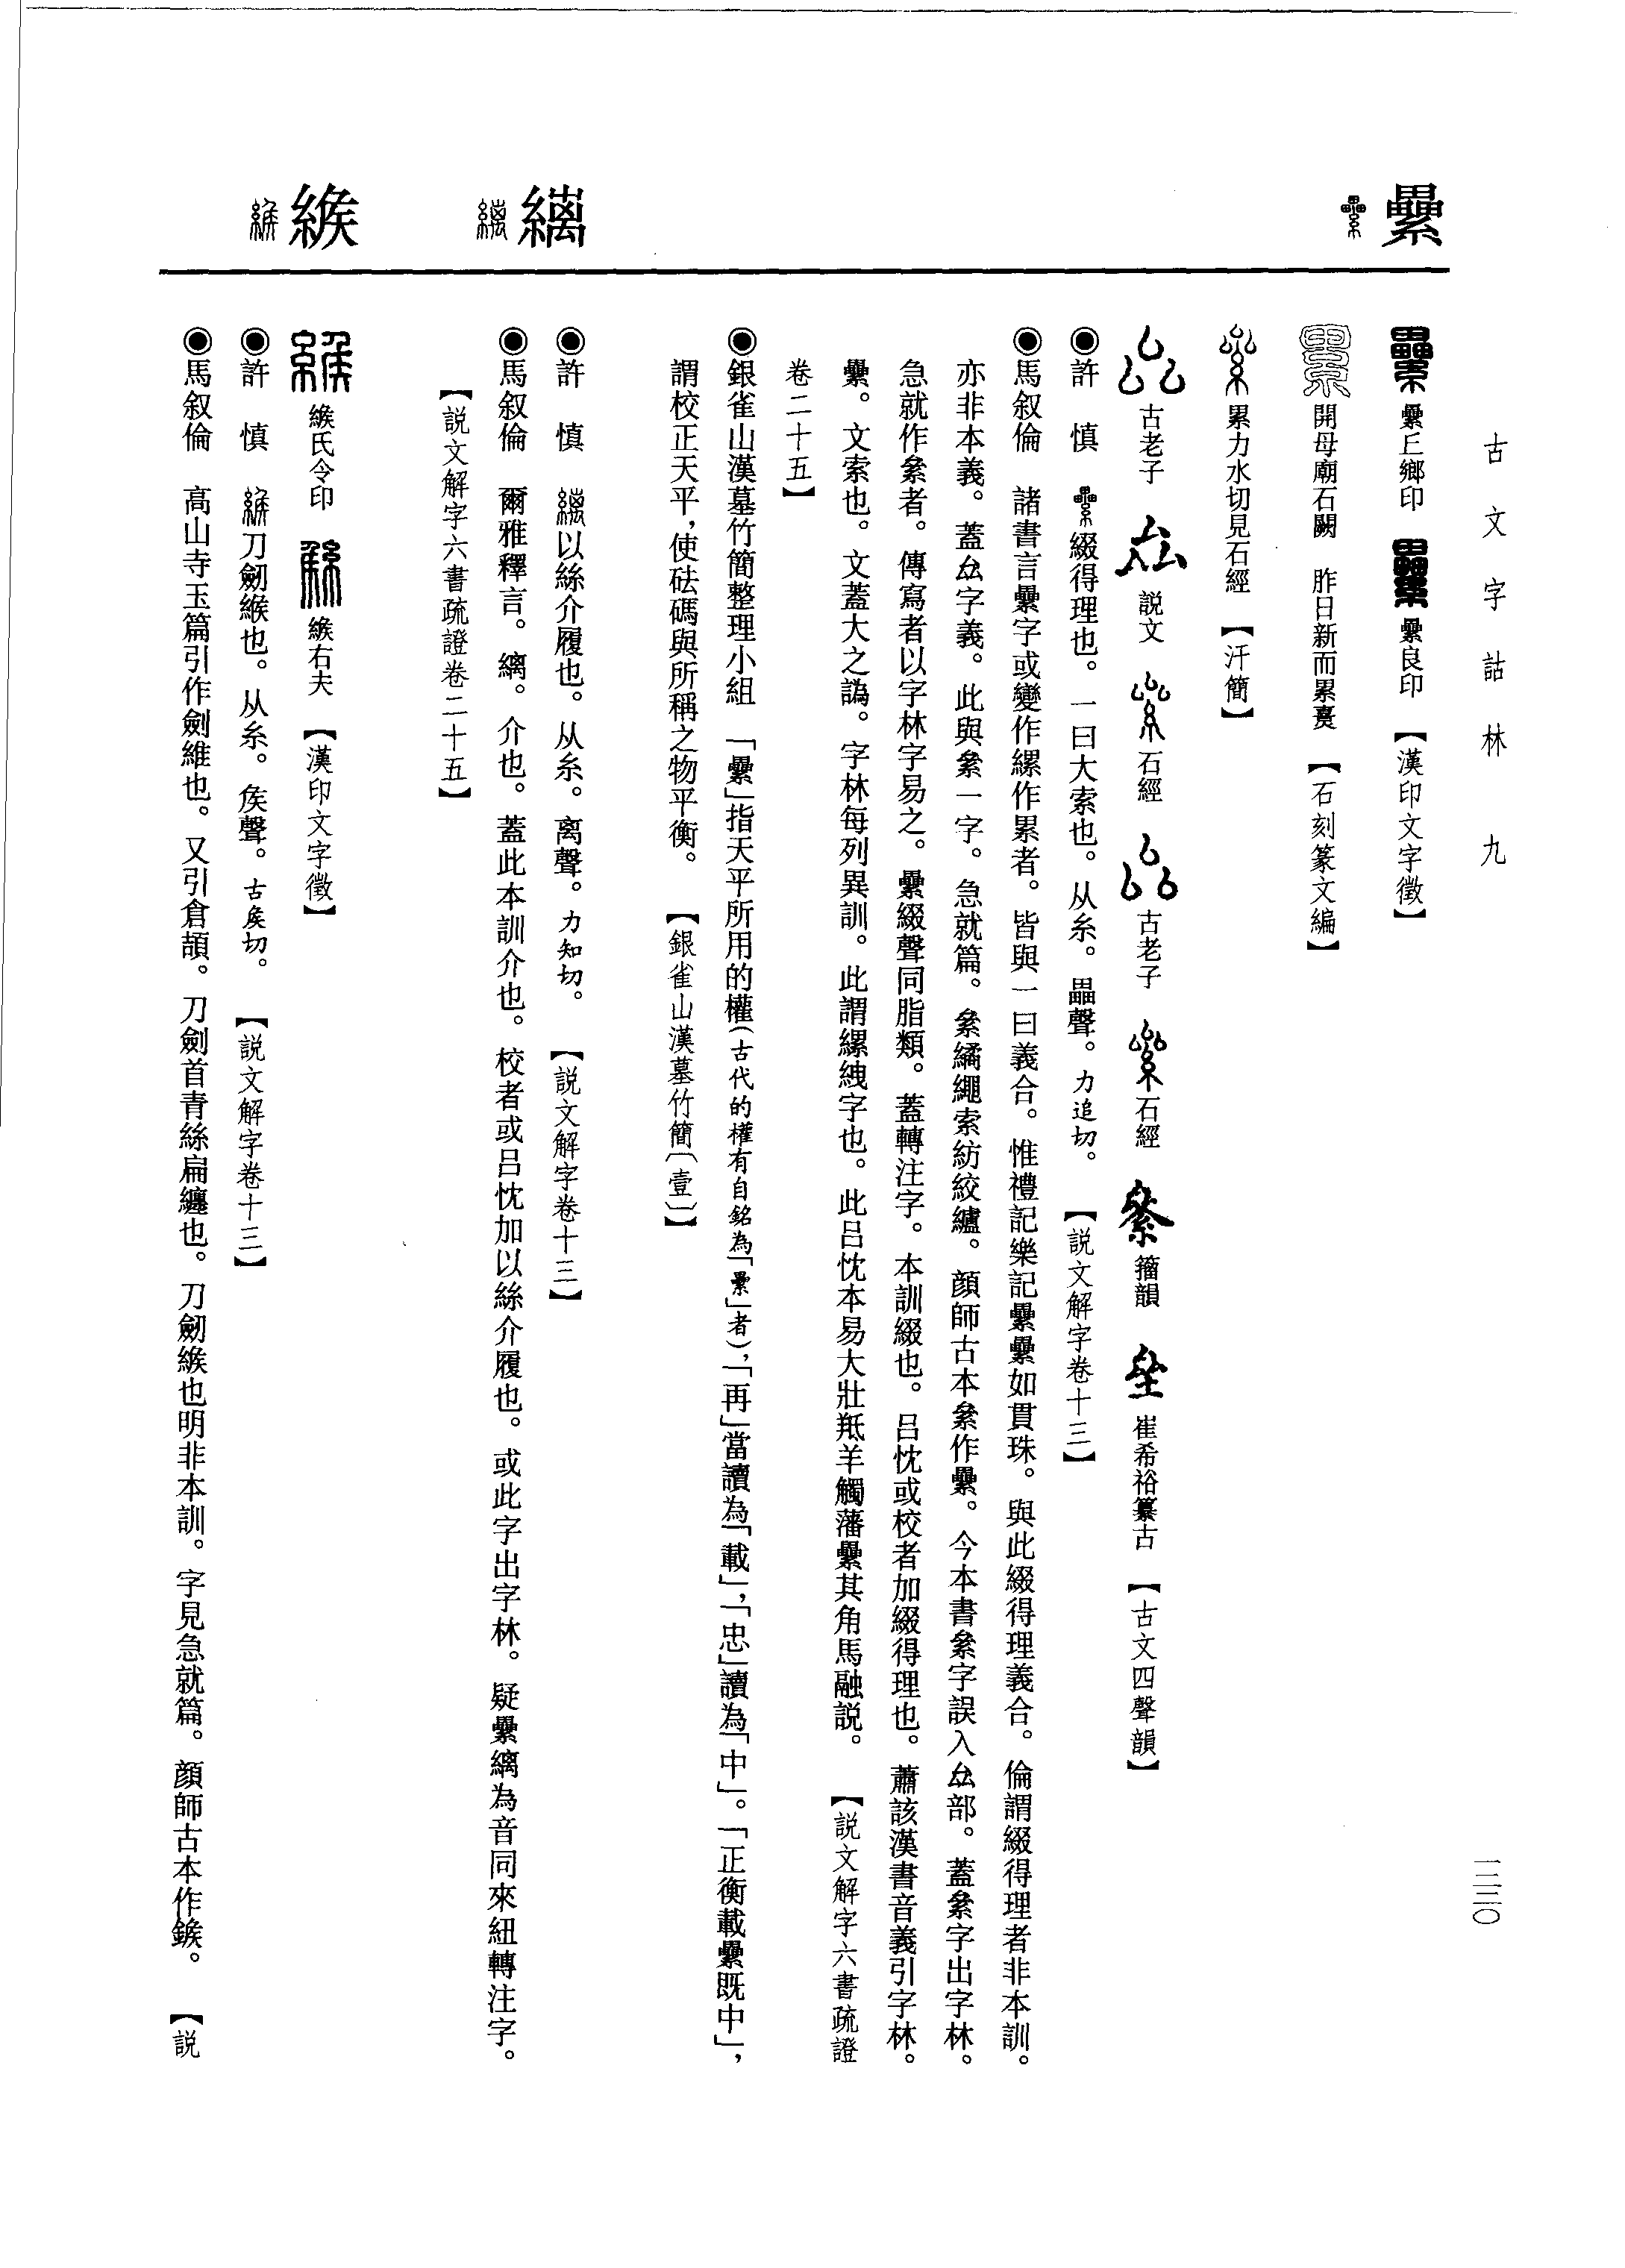 古文字詁林 九
一二三〇
纍
纍丘鄉印 纍良印 【漢印文字徵】
開母廟石闕 胙日新而累熹 【石刻篆文編】
累力水切見石經 【汗簡】
古老子 説文 石經 古老子 石經 籀韻 崔希裕纂古 【古文四聲韻】
◉許 慎 纍綴得理也。一曰大索也。从糸。畾聲。力追切。 【説文解字卷十三】
◉馬叙倫 諸書言纍字或變作縲作累者。皆與一曰義合。惟禮記樂記纍纍如貫珠。與此綴得理義合。倫謂綴得理者非本訓。
亦非本義。蓋厽字義。此與絫一字。急就篇。絫繘繩索紡絞纑。顔師古本絫作纍。今本書絫字誤入厽部。蓋絫字出字林。
急就作絫者。傳寫者以字林字易之。纍綴聲同脂類。蓋轉注字。本訓綴也。呂忱或校者加綴得理也。蕭該漢書音義引字林。
纍。文索也。文蓋大之譌。字林每列異訓。此謂縲絏字也。此呂忱本易大壯羝羊觸藩纍其角馬融説。 【説文解字六書疏證
卷二十五】
◉銀雀山漢墓竹簡整理小組 「纍」指天平所用的權(古代的權有自銘為「纍」者),「再」當讀為「載」,「忠」讀為「中」。「正衡載纍既中」,
謂校正天平,使砝碼與所稱之物平衡。 【銀雀山漢墓竹簡〔壹〕】
縭
◉許 慎 縭以絲介履也。从糸。离聲。力知切。 【説文解字卷十三】
◉馬叙倫 爾雅釋言。縭。介也。蓋此本訓介也。校者或呂忱加以絲介履也。或此字出字林。疑纍縭為音同來紐轉注字。
【説文解字六書疏證卷二十五】
緱
緱氏令印 緱右夫 【漢印文字徵】
◉許 慎 緱刀劒緱也。从糸。矦聲。古矦切。 【説文解字卷十三】
◉馬叙倫 高山寺玉篇引作劍維也。又引倉頡。刀劍首青絲扁纏也。刀劒緱也明非本訓。字見急就篇。顔師古本作鍭。 【説